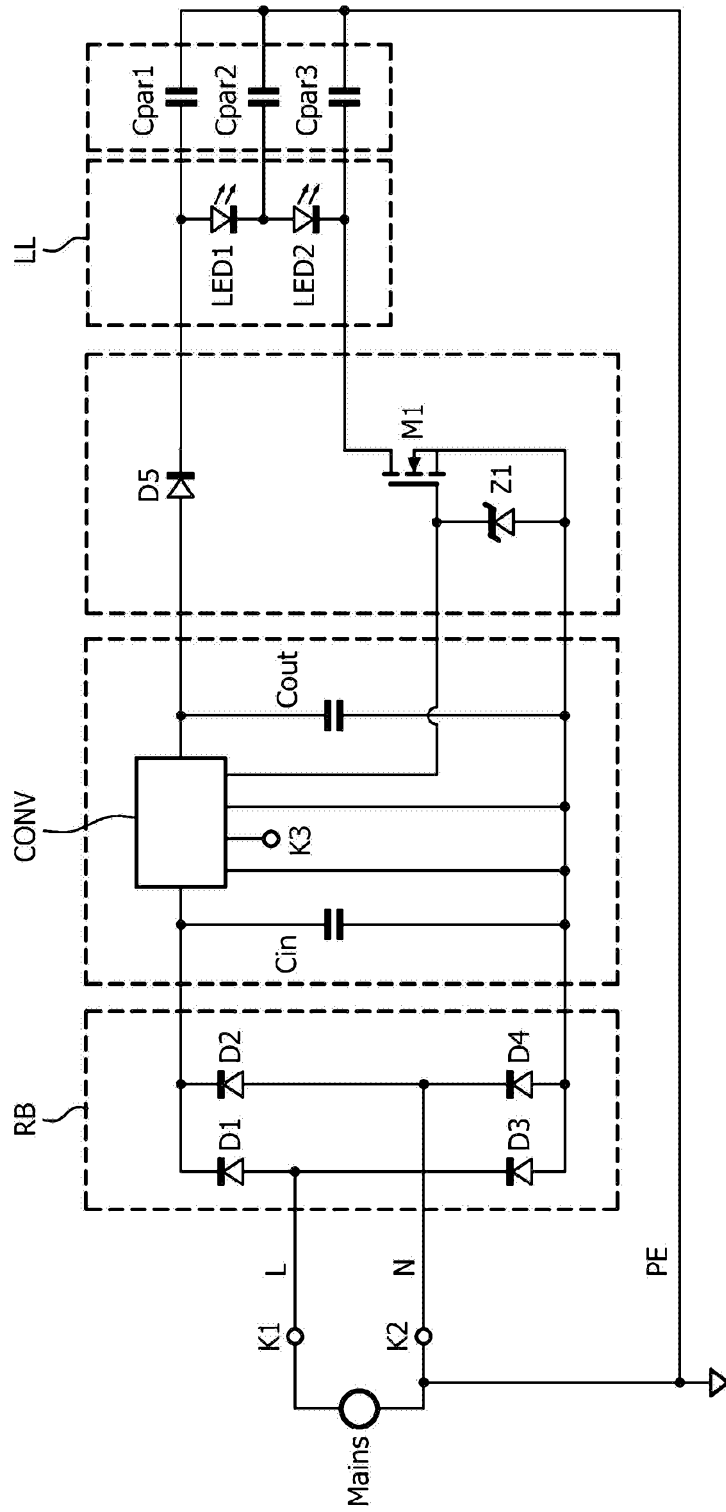 Mains
K1
K2
L
N
PE
RB
D1
D2
D3
D4
CONV
Cin
K3
Cout
D5
M1
Z1
LL
LED1
LED2
Cpar1
Cpar2
Cpar3